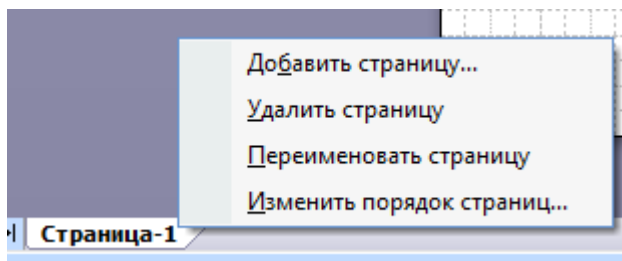 Добавить страницу...
Удалить страницу
Переименовать страницу
Изменить порядок страниц...
Страница-1